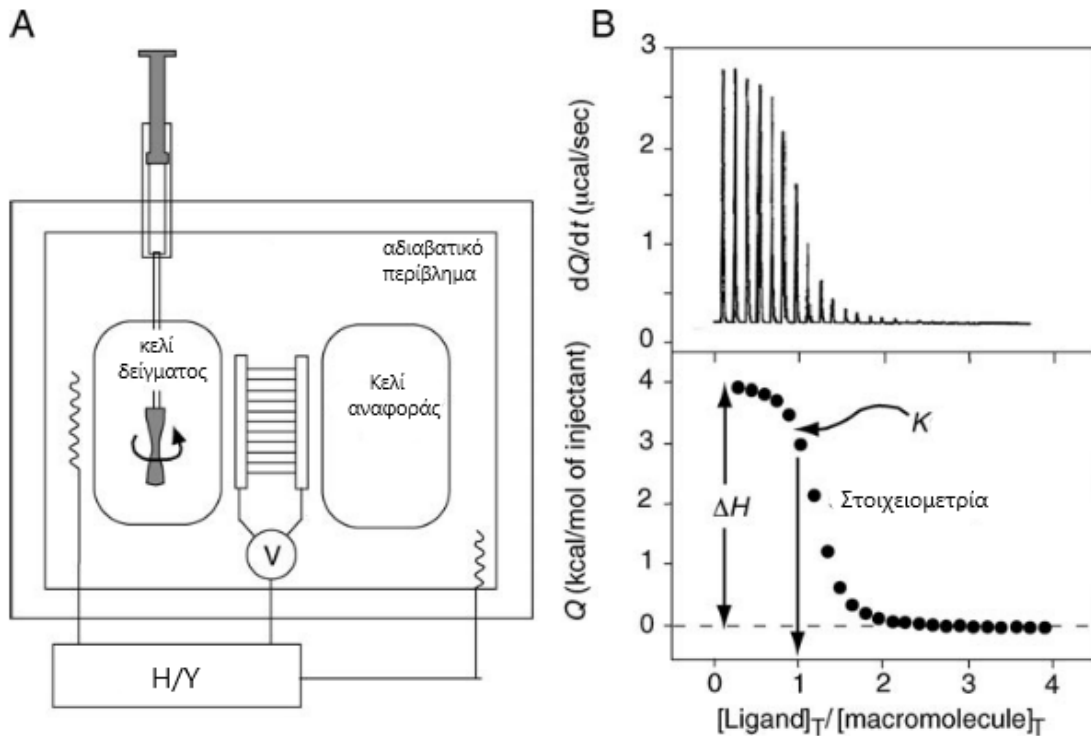 A
αδιαβατικό
περίβλημα
κελί
δείγματος
Κελί
αναφοράς
V
Η/Υ
B
dQ/dt (μcal/sec)
3
2
1
0
Q (kcal/mol of injectant)
4
3
4
1
0
ΔH
K
Στοιχειομετρία
0 1 2 3 4
[Ligand]T/[macromolecule]T